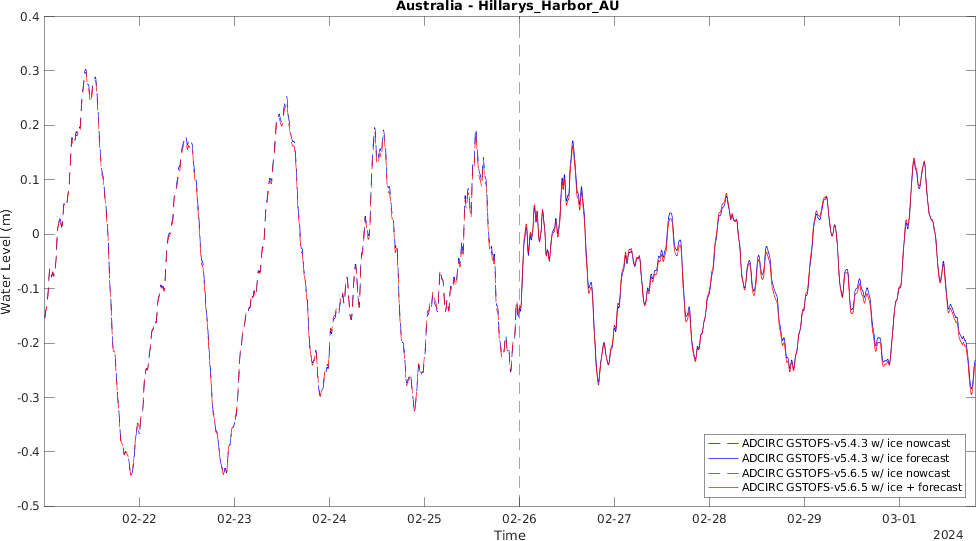 Australia - Hillarys_Harbor_AU
0.4
0.3
0.2
0.1
0
-0.1
-0.2
-0.3
-0.4
-0.5
Water Level (m)
ADCIRC GSTOFS-v5.4.3 w/ ice nowcast
ADCIRC GSTOFS-v5.4.3 w/ ice forecast
ADCIRC GSTOFS-v5.6.5 w/ ice nowcast
ADCIRC GSTOFS-v5.6.5 w/ ice + forecast
02-22 02-23 02-24 02-25 02-26 02-27 02-28 02-29 03-01
Time
2024